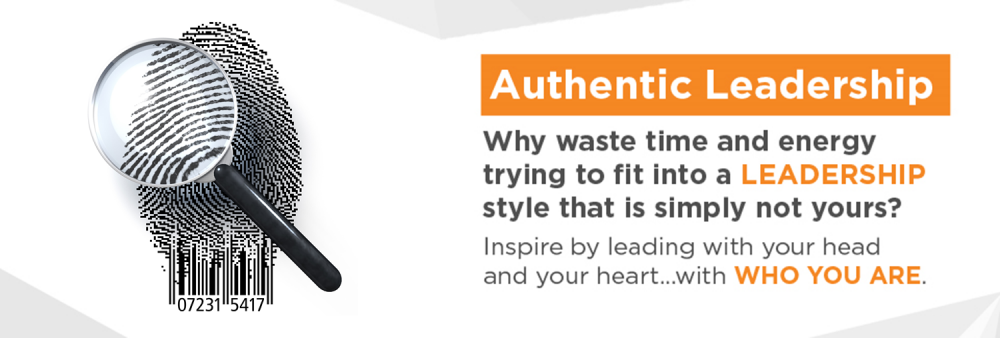 Authentic Leadership
Why waste time and energy
trying to fit into a LEADERSHIP
style that is simply not yours?
Inspire by leading with your head
and your heart...with WHO YOU ARE.
07231 5417